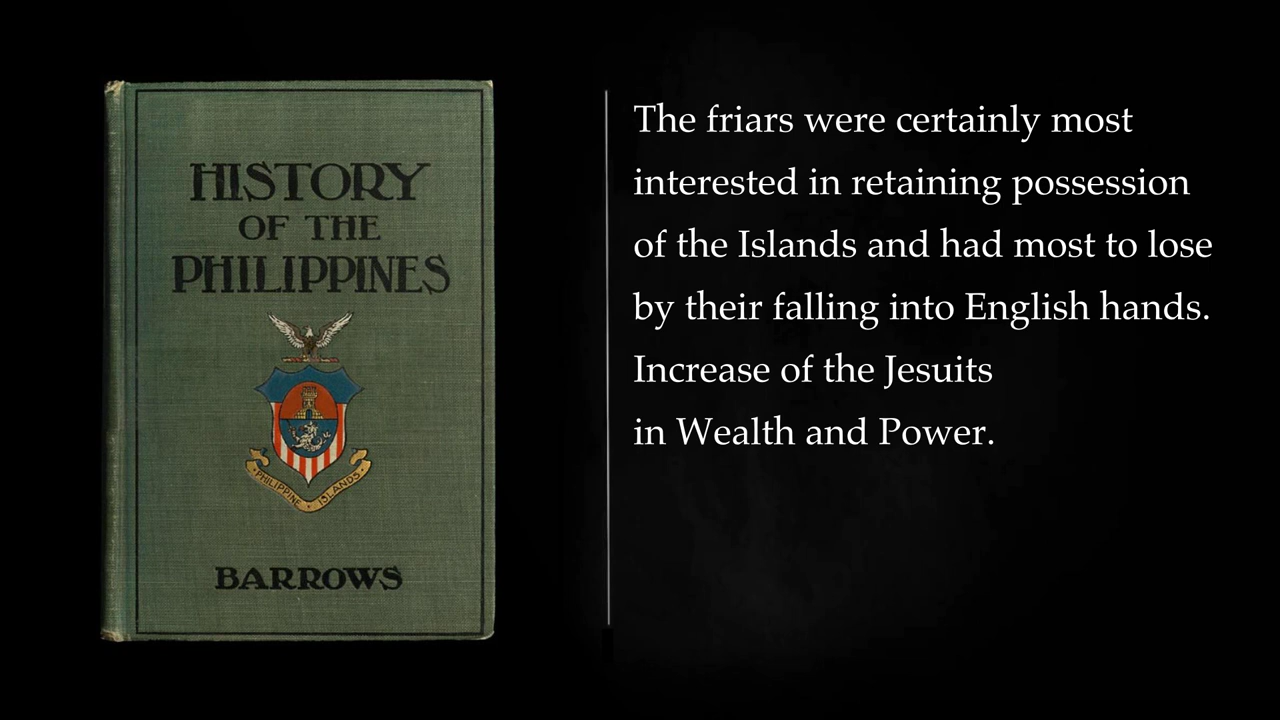 HISTORY
OF THE
PHILIPPINES
PHILIPPINE ISLANDS
BARROWS
The friars were certainly most
interested in retaining possession
of the Islands and had most to lose
by their falling into English hands.
Increase of the Jesuits
in Wealth and Power.